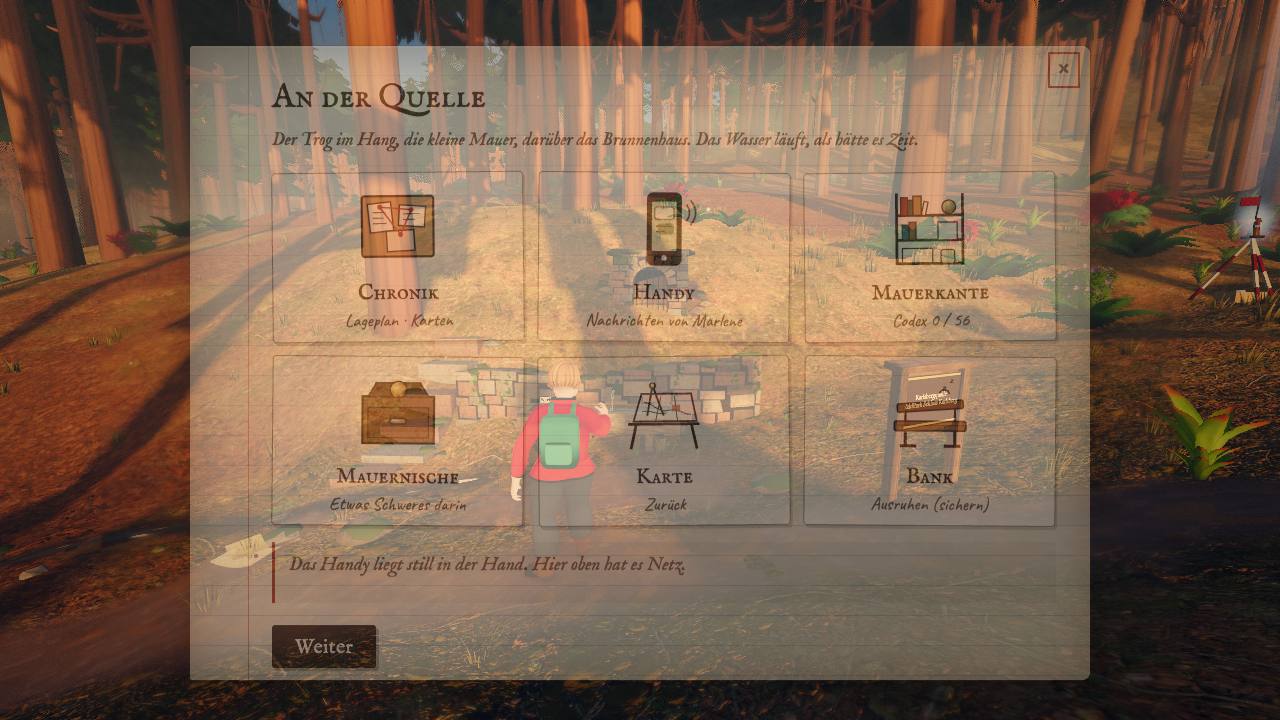 An der Quelle
×
Der Trog im Hang, die kleine Mauer, darüber das Brunnenhaus. Das Wasser läuft, als hätte es Zeit.
Chronik
Lageplan · Karten
Handy
Nachrichten von Marlene
Mauerkante
Codex 0 / 56
Mauernische
Etwas Schweres darin
Karte
Zurück
Bank
Ausruhen (sichern)
Das Handy liegt still in der Hand. Hier oben hat es Netz.
Weiter